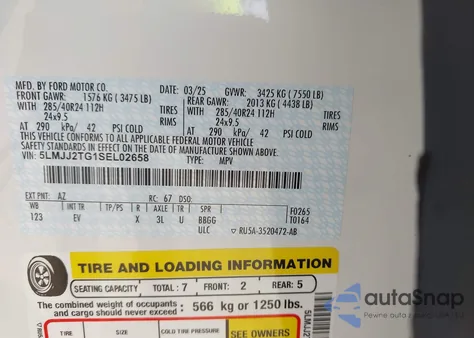 MFD. BY FORD MOTOR CO. 03/25 GVWR: 3425 KG ( 7550 LB)
FRONT GAWR: 1576 KG ( 3475 LB) REAR GAWR: 2013 KG ( 4438 LB)
WITH 285/40R24 112H TIRES WITH 285/40R24 112H TIRES
24x9.5 RIMS 24x9.5 RIMS
AT 290 kPa/ 42 PSI COLD AT 290 kPa/ 42 PSI COLD
THIS VEHICLE CONFORMS TO ALL APPLICABLE FEDERAL MOTOR VEHICLE
SAFETY STANDARDS IN EFFECT ON THE DATE OF MANUFACTURE SHOWN ABOVE.
VIN: 5LMJJ2TG1SEL02658 TYPE: MPV
EXT PNT: AZ RC: 67 DSO:
WB INT TR TP/PS R AXLE TR SPR F0265
123 EV X 3L U BBGG T0164
ULC ▽ RU5A-3520472-AB
TIRE AND LOADING INFORMATION
SEATING CAPACITY TOTAL : 7 FRONT: 2 REAR: 5
The combined weight of occupants and cargo should never exceed : 566 kg or 1250 lbs.
TIRE SIZE COLD TIRE PRESSURE SEE OWNERS
5LMJJ2
autoSnap